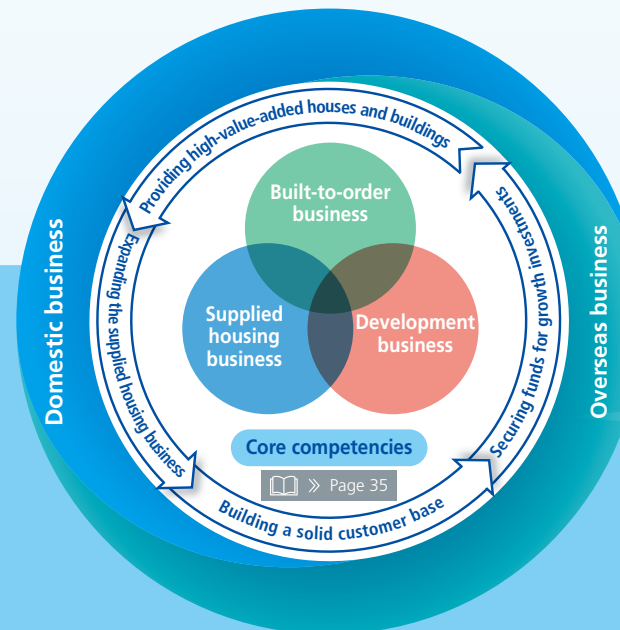 Providing high-value-added houses and buildings
Expanding the supplied housing business
Building a solid customer base
Securing funds for growth investments
Domestic business
Overseas business
Built-to-order
business
Supplied
housing
business
Development
business
Core competencies
» Page 35